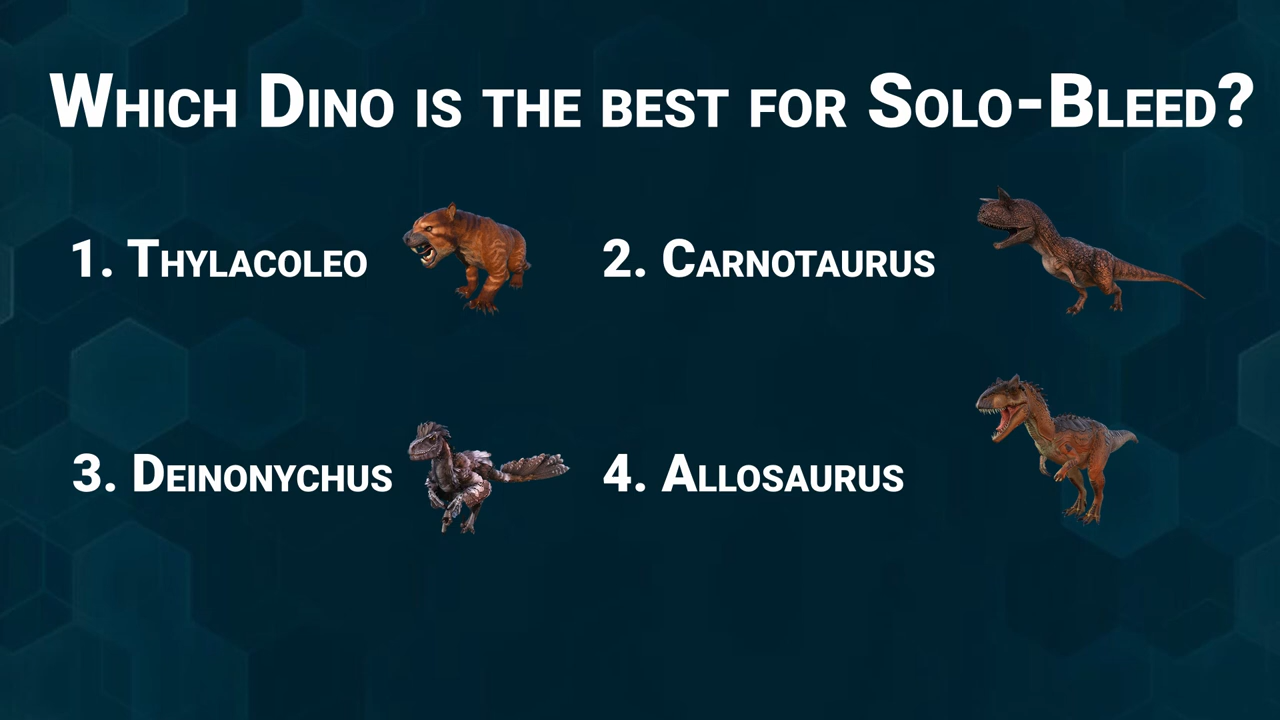 Which Dino is the best for Solo-Bleed?
1. Thylacoleo
2. Carnotaurus
3. Deinonychus
4. Allosaurus